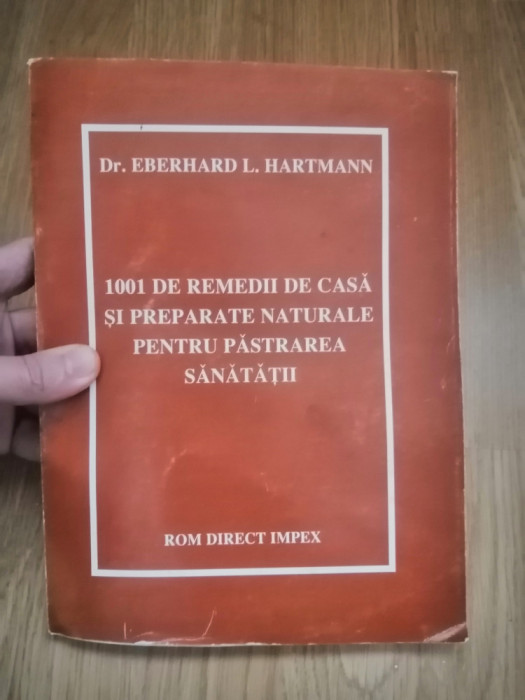 Dr. EBERHARD L. HARTMANN
1001 DE REMEDII DE CASĂ
ȘI PREPARATE NATURALE
PENTRU PĂSTRAREA
SĂNĂTĂȚII
ROM DIRECT IMPEX